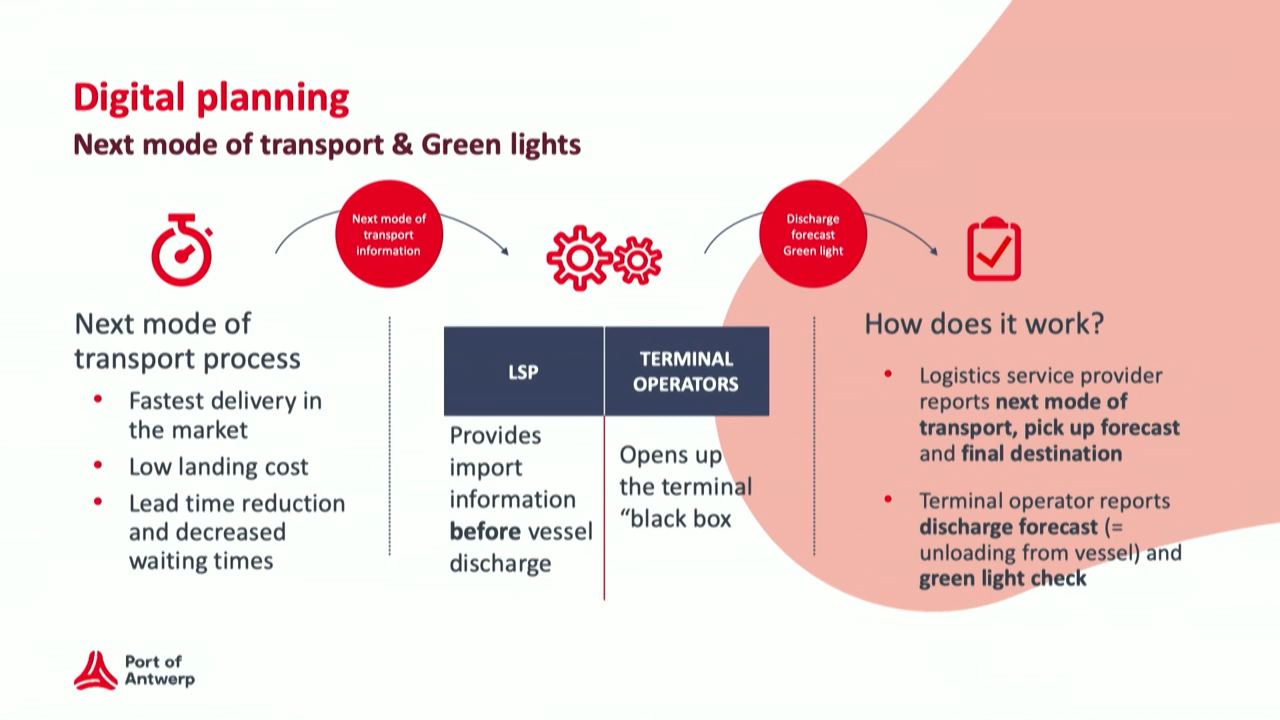 Digital planning
Next mode of transport & Green lights
Next mode of
transport
information
Discharge
forecast
Green light
Next mode of
transport process
• Fastest delivery in
the market
• Low landing cost
• Lead time reduction
and decreased
waiting times
LSP
TERMINAL
OPERATORS
Provides
import
information
before vessel
discharge
Opens up
the terminal
“black box
How does it work?
• Logistics service provider
reports next mode of
transport, pick up forecast
and final destination
• Terminal operator reports
discharge forecast (=
unloading from vessel) and
green light check
Port of
Antwerp